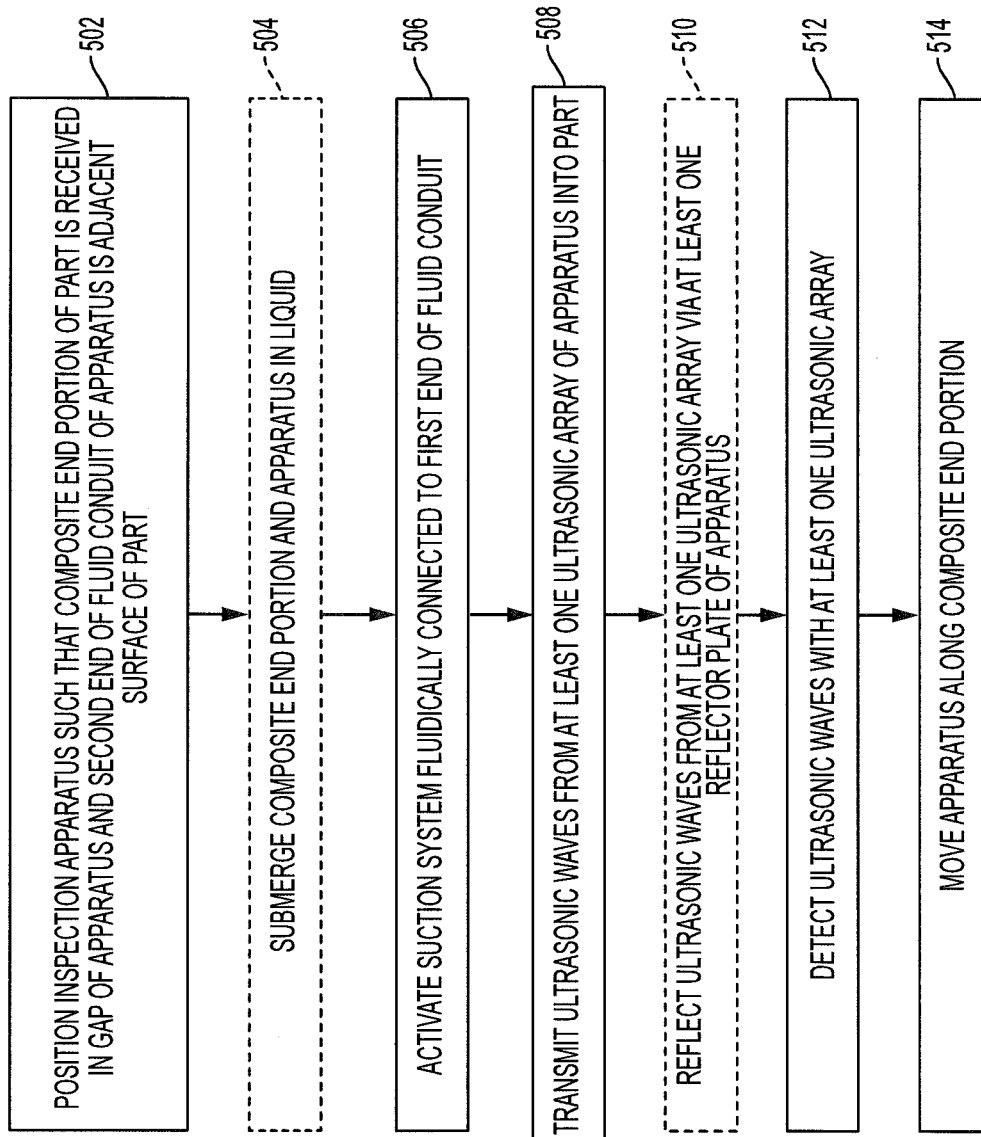 502
POSITION INSPECTION APPARATUS SUCH THAT COMPOSITE END PORTION OF PART IS RECEIVED
IN GAP OF APPARATUS AND SECOND END OF FLUID CONDUIT OF APPARATUS IS ADJACENT
SURFACE OF PART
504
SUBMERGE COMPOSITE END PORTION AND APPARATUS IN LIQUID
506
ACTIVATE SUCTION SYSTEM FLUIDICALLY CONNECTED TO FIRST END OF FLUID CONDUIT
508
TRANSMIT ULTRASONIC WAVES FROM AT LEAST ONE ULTRASONIC ARRAY OF APPARATUS INTO PART
510
REFLECT ULTRASONIC WAVES FROM AT LEAST ONE ULTRASONIC ARRAY VIA AT LEAST ONE
REFLECTOR PLATE OF APPARATUS
512
DETECT ULTRASONIC WAVES WITH AT LEAST ONE ULTRASONIC ARRAY
514
MOVE APPARATUS ALONG COMPOSITE END PORTION